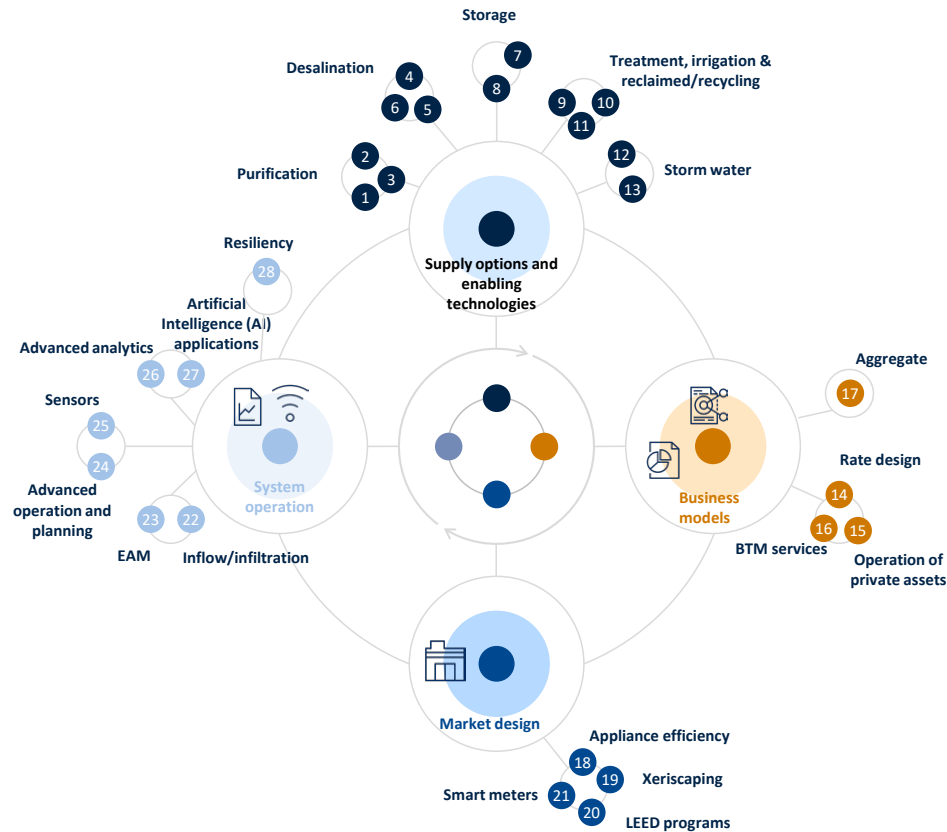 Storage
7
8
Desalination
4
6
5
Treatment, irrigation &
reclaimed/recycling
9
10
11
Purification
2
3
1
Storm water
12
13
Supply options and
enabling
technologies
Resiliency
28
Artificial
Intelligence (AI)
applications
Advanced analytics
26
27
Sensors
25
24
Advanced
operation and
planning
23
22
EAM
Inflow/infiltration
System
operation
Aggregate
17
Rate design
14
16
15
BTM services
Operation of
private assets
Business
models
Market design
Appliance efficiency
18
19
Xeriscaping
Smart meters
21
20
LEED programs